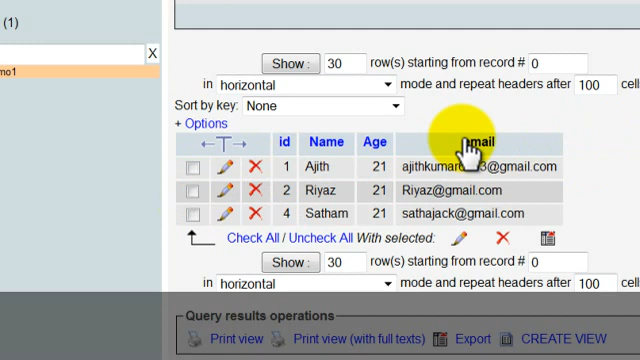 (1)
X
mo1
Show : 30 row(s) starting from record # 0
in horizontal mode and repeat headers after 100 cells
Sort by key: None
+ Options
←T→ id Name Age email
1 Ajith 21
2 Riyaz 21 Riyaz@gmail.com
4 Satham 21 sathajack@gmail.com
Check All / Uncheck All With selected:
Show : 30 row(s) starting from record # 0
in horizontal mode and repeat headers after 100 cells
Query results operations
Print view Print view (with full texts) Export CREATE VIEW